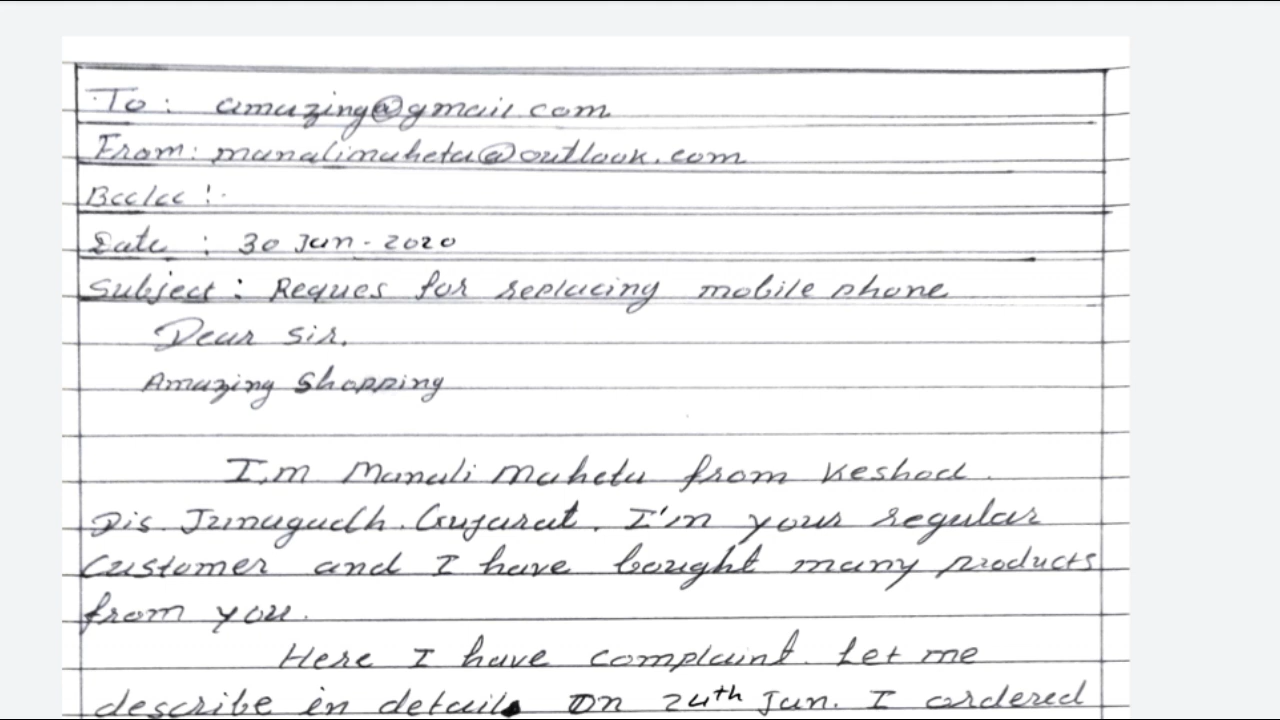 To : amazing@gmail.com
From : manalimaheta@outlook.com
Bcc/cc :
Date : 30 Jun - 2020
Subject : Reques for replacing mobile phone
Dear Sir,
Amazing Shopping
I,m Manali Maheta from Keshod.
Dis. Junagadh. Gujarat. I'm your regular
customer and I have bought many products
from you.
Here I have complaint. Let me
describe in detail. On 24th Jun. I ordered